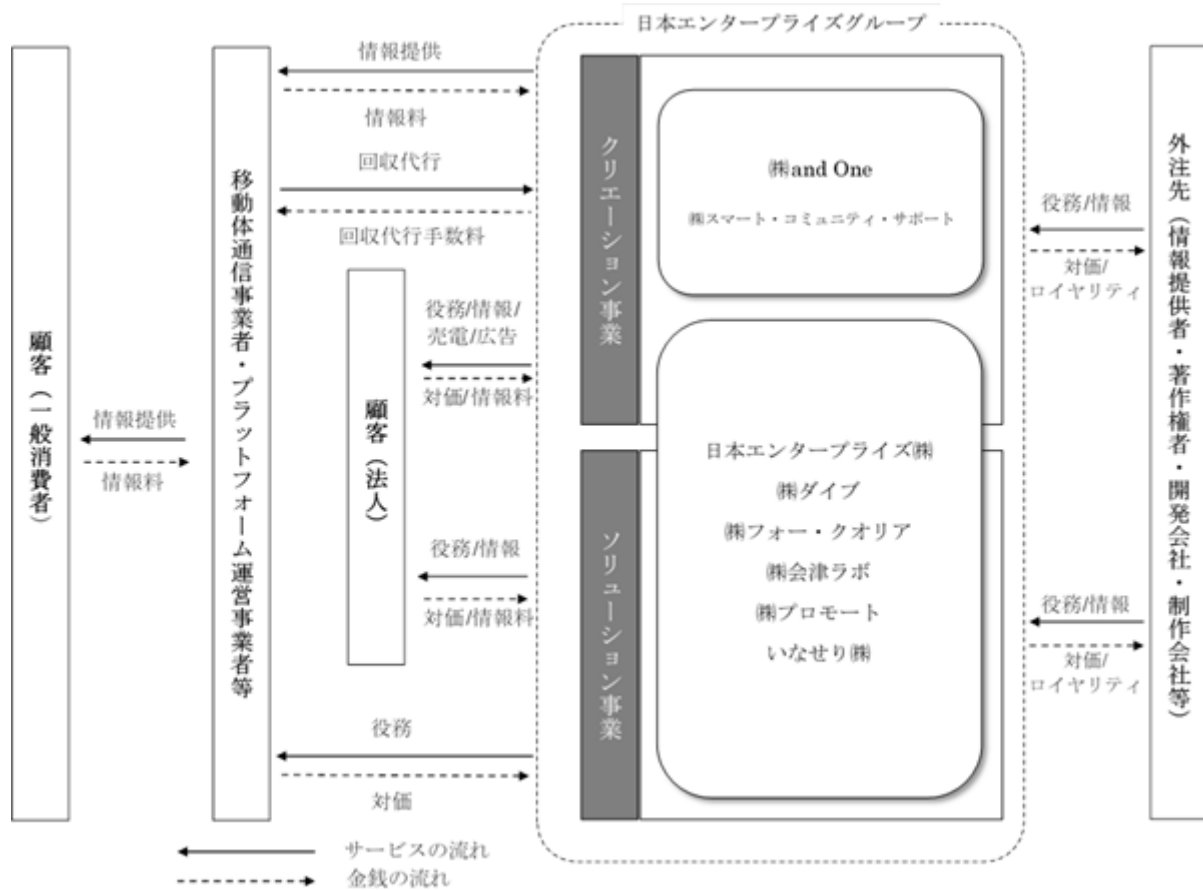 日本エンタープライズグループ
顧客（一般消費者）
情報提供
情報料
移動体通信事業者・プラットフォーム運営事業者等
情報提供
情報料
回収代行
回収代行手数料
顧客（法人）
役務/情報/
売電/広告
対価/情報料
役務/情報
対価/情報料
役務
対価
クリエーション事業
㈱and One
㈱スマート・コミュニティ・サポート
ソリューション事業
日本エンタープライズ㈱
㈱ダイブ
㈱フォー・クオリア
㈱会津ラボ
㈱プロモート
いなせり㈱
役務/情報
対価/
ロイヤリティ
役務/情報
対価/
ロイヤリティ
外注先（情報提供者・著作権者・開発会社・制作会社等）
サービスの流れ
金銭の流れ